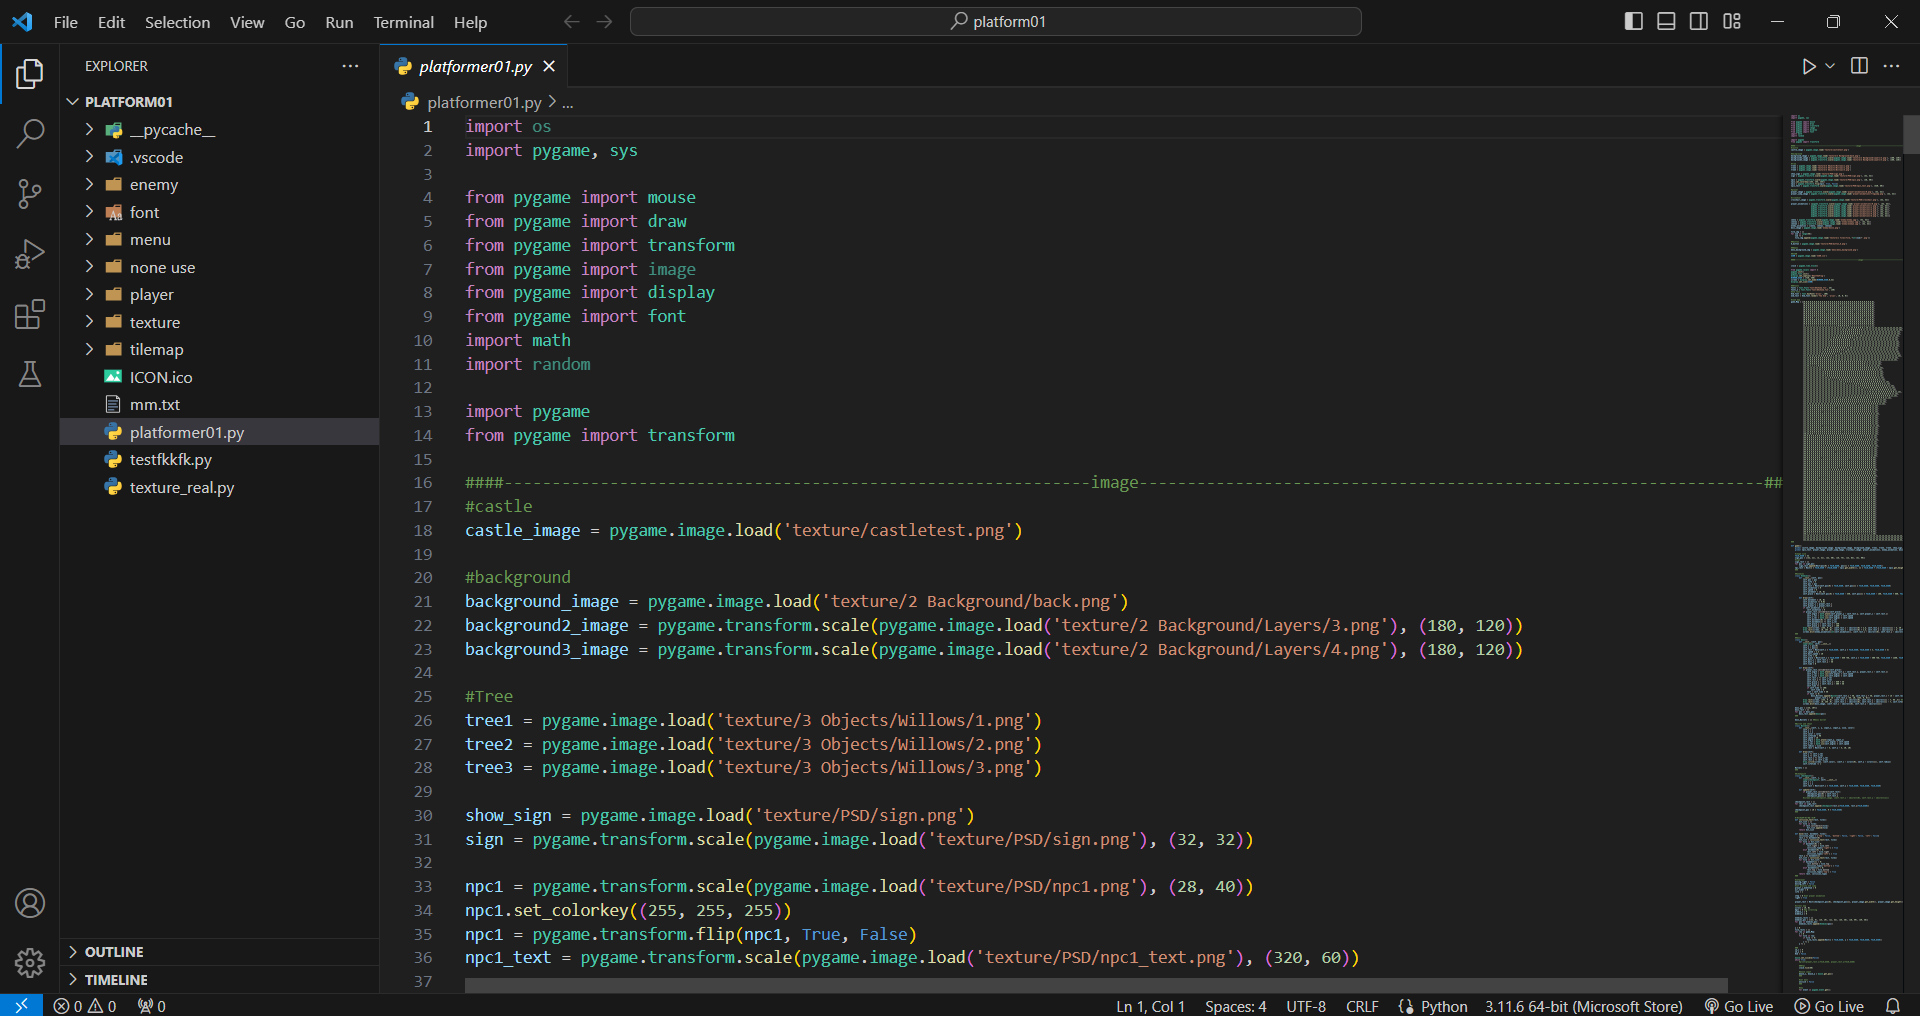 File Edit Selection View Go Run Terminal Help
platform01
EXPLORER
PLATFORM01
__pycache__
.vscode
enemy
font
menu
none use
player
texture
tilemap
ICON.ico
mm.txt
platformer01.py
testfkkfk.py
texture_real.py
OUTLINE
TIMELINE
platformer01.py
platformer01.py > ...
1 import os
2 import pygame, sys
3
4 from pygame import mouse
5 from pygame import draw
6 from pygame import transform
7 from pygame import image
8 from pygame import display
9 from pygame import font
10 import math
11 import random
12
13 import pygame
14 from pygame import transform
15
16 ####-------------------------------------------------------------image-----------------------------------------------------------------##
17 #castle
18 castle_image = pygame.image.load('texture/castletest.png')
19
20 #background
21 background_image = pygame.image.load('texture/2 Background/back.png')
22 background2_image = pygame.transform.scale(pygame.image.load('texture/2 Background/Layers/3.png'), (180, 120))
23 background3_image = pygame.transform.scale(pygame.image.load('texture/2 Background/Layers/4.png'), (180, 120))
24
25 #Tree
26 tree1 = pygame.image.load('texture/3 Objects/Willows/1.png')
27 tree2 = pygame.image.load('texture/3 Objects/Willows/2.png')
28 tree3 = pygame.image.load('texture/3 Objects/Willows/3.png')
29
30 show_sign = pygame.image.load('texture/PSD/sign.png')
31 sign = pygame.transform.scale(pygame.image.load('texture/PSD/sign.png'), (32, 32))
32
33 npc1 = pygame.transform.scale(pygame.image.load('texture/PSD/npc1.png'), (28, 40))
34 npc1.set_colorkey((255, 255, 255))
35 npc1 = pygame.transform.flip(npc1, True, False)
36 npc1_text = pygame.transform.scale(pygame.image.load('texture/PSD/npc1_text.png'), (320, 60))
37
0 0 0
Ln 1, Col 1 Spaces: 4 UTF-8 CRLF Python 3.11.6 64-bit (Microsoft Store) Go Live Go Live